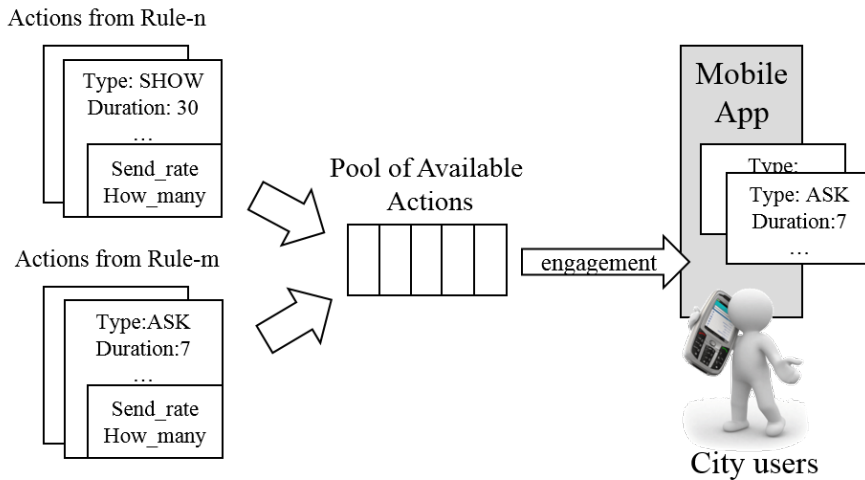 Actions from Rule-n
Type: SHOW
Duration: 30
…
Send_rate
How_many
Actions from Rule-m
Type:ASK
Duration:7
…
Send_rate
How_many
Pool of Available
Actions
engagement
Mobile
App
Type:
Type: ASK
Duration:7
…
City users